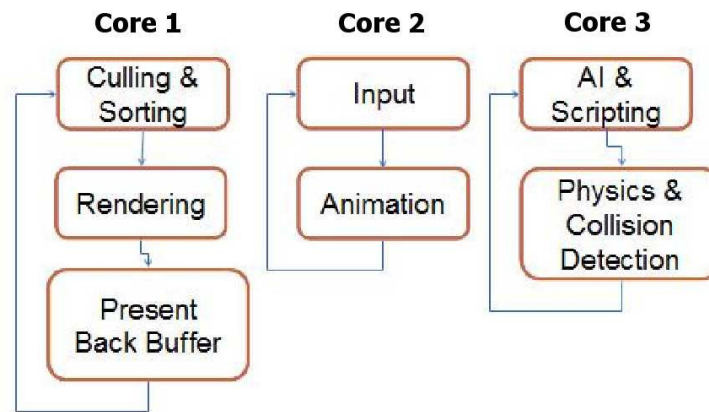 Core 1
Culling &
Sorting
Rendering
Present
Back Buffer
Core 2
Input
Animation
Core 3
AI &
Scripting
Physics &
Collision
Detection